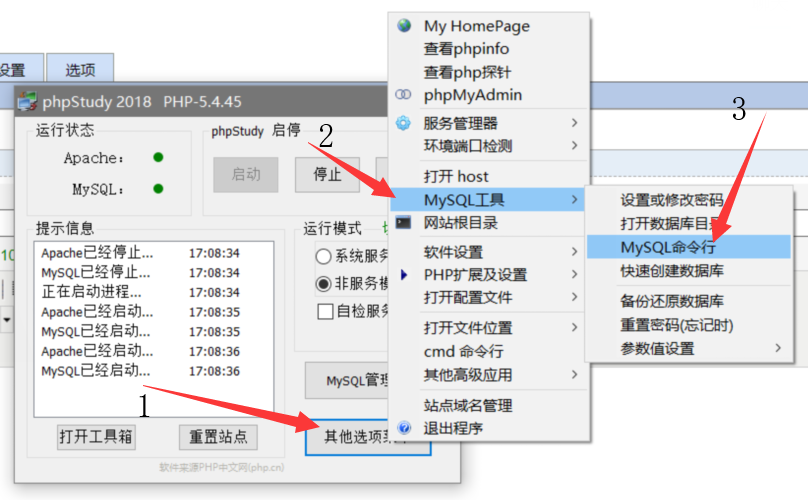 设置 选项
phpStudy 2018 PHP-5.4.45
运行状态
Apache:
MySQL:
phpStudy 启停
启动 停止
提示信息
Apache已经停止... 17:08:34
MySQL已经停止... 17:08:34
正在启动进程... 17:08:34
Apache已经启动... 17:08:35
MySQL已经启动... 17:08:35
Apache已经启动... 17:08:36
MySQL已经启动... 17:08:36
运行模式
系统服务
非服务模
自检服务
MySQL管理
打开工具箱 重置站点 其他选项菜单
软件来源PHP中文网(php.cn)
10
1
2
3
My HomePage
查看phpinfo
查看php探针
phpMyAdmin
服务管理器
环境端口检测
打开 host
MySQL工具
网站根目录
软件设置
PHP扩展及设置
打开配置文件
打开文件位置
cmd 命令行
其他高级应用
站点域名管理
退出程序
设置或修改密码
打开数据库目录
MySQL命令行
快速创建数据库
备份还原数据库
重置密码(忘记时)
参数值设置